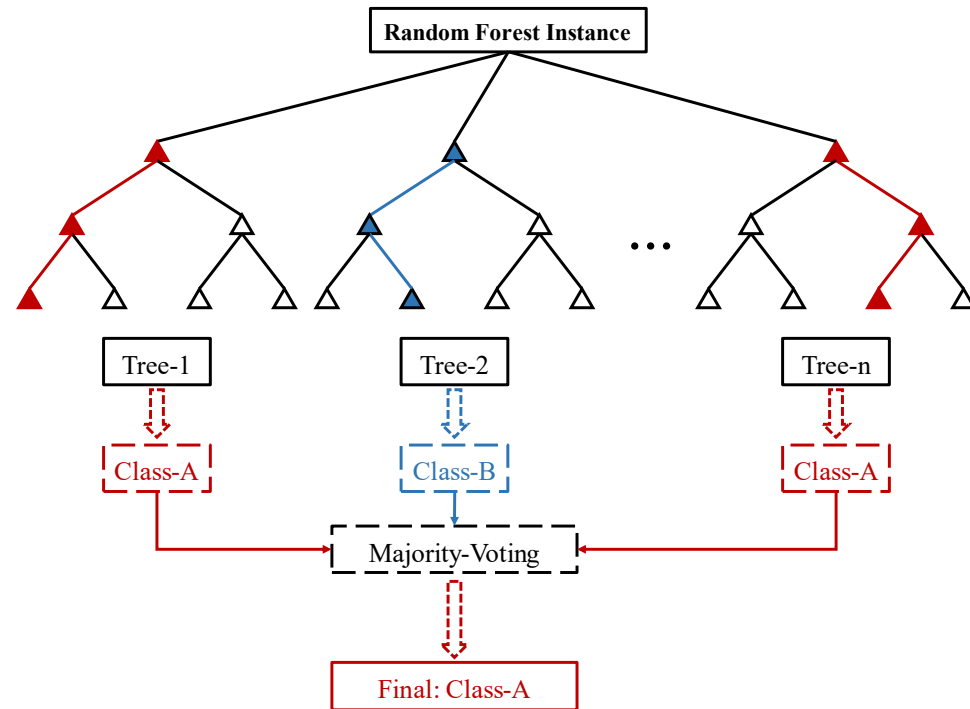 Random Forest Instance
...
Tree-1
Tree-2
Tree-n
Class-A
Class-B
Class-A
Majority-Voting
Final: Class-A